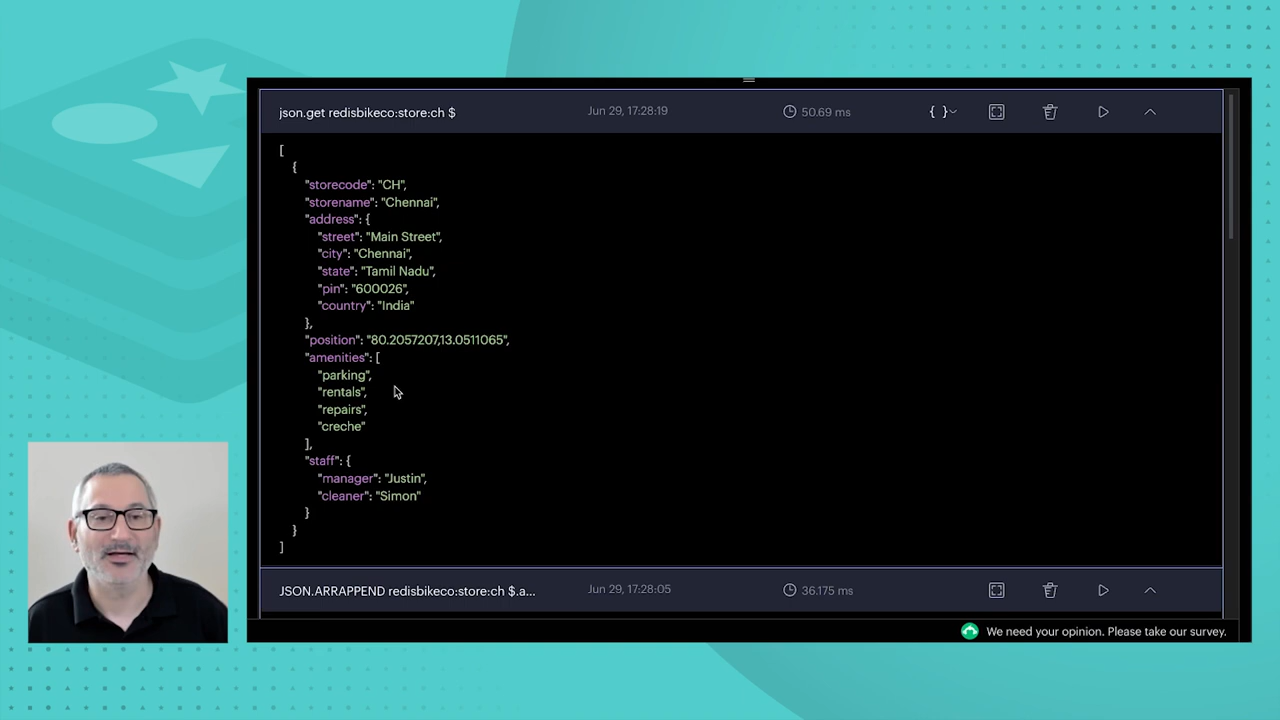 json.get redisbikeco:store:ch $
Jun 29, 17:28:19
50.69 ms
{ }
[
{
"storecode": "CH",
"storename": "Chennai",
"address": {
"street": "Main Street",
"city": "Chennai",
"state": "Tamil Nadu",
"pin": "600026",
"country": "India"
},
"position": "80.2057207,13.0511065",
"amenities": [
"parking",
"rentals",
"repairs",
"creche"
],
"staff": {
"manager": "Justin",
"cleaner": "Simon"
}
}
]
JSON.ARRAPPEND redisbikeco:store:ch $.a...
Jun 29, 17:28:05
36.175 ms
We need your opinion. Please take our survey.